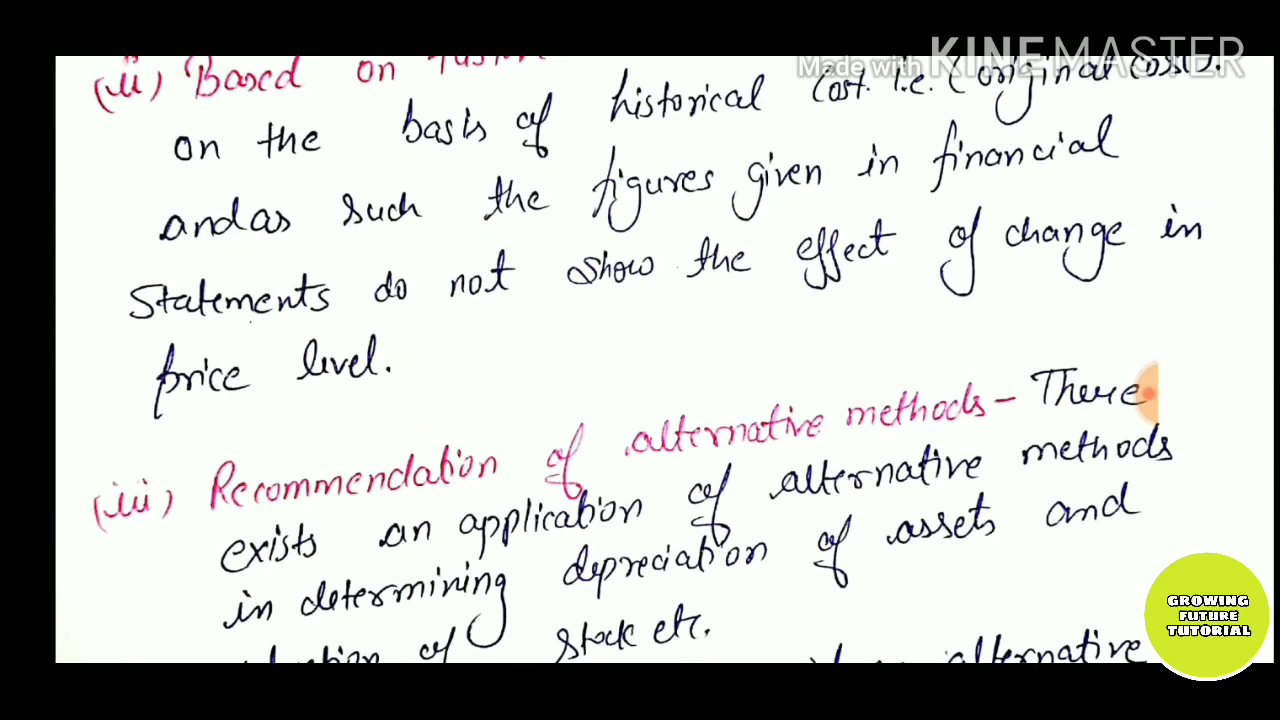 Made with KINEMASTER
(ii) Based on
on the basis of historical Cost i.e. (original cost).
andas such the figures given in financial
statements do not show the effect of change in
price level.
(iii) Recommendation of alternative methods - There
exists an application of alternative methods
in determining depreciation of assets and
of stock etc.
alternative
GROWING
FUTURE
TUTORIAL